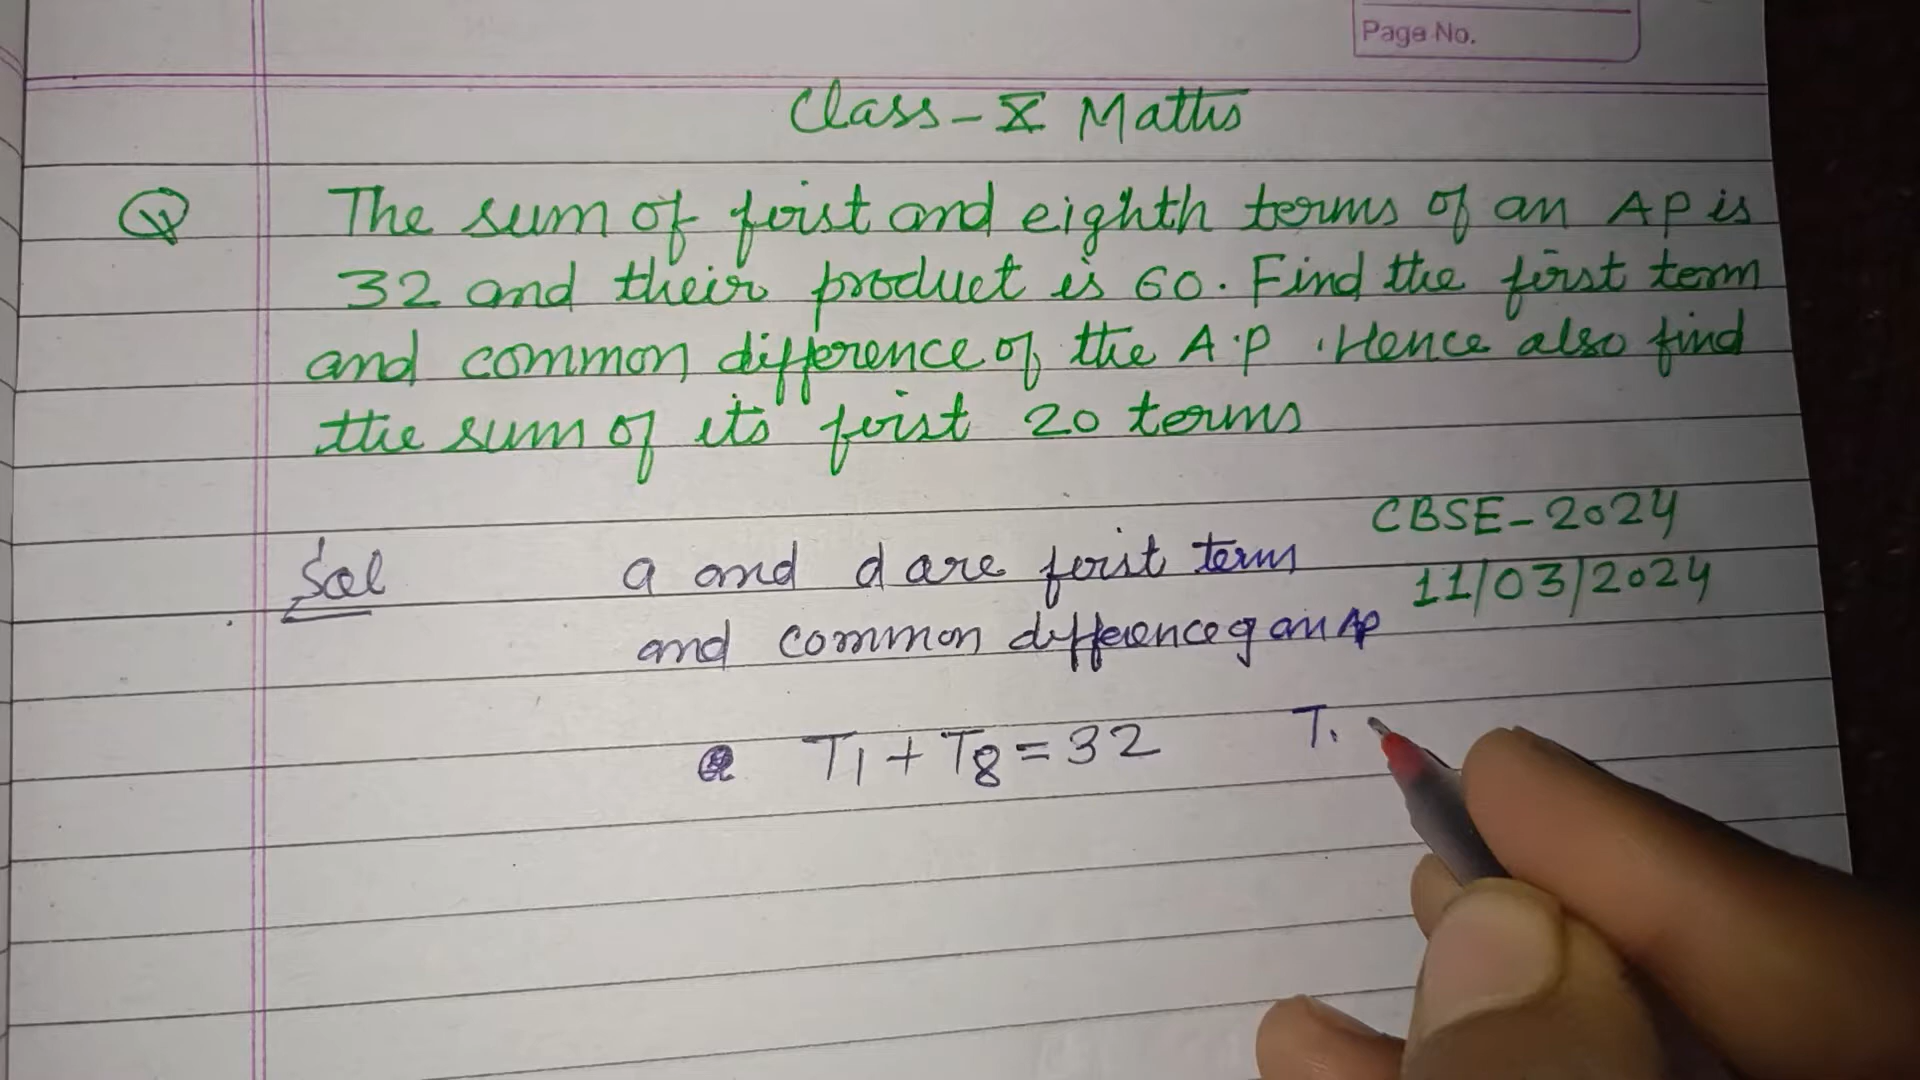 Page No.
Class - X Maths
Q The sum of first and eighth terms of an AP is
32 and their product is 60. Find the first term
and common difference of the A.P. Hence also find
the sum of its first 20 terms
CBSE-2024
11/03/2024
Sol a and d are first term
and common difference of an AP
T1 + T8 = 32 T1